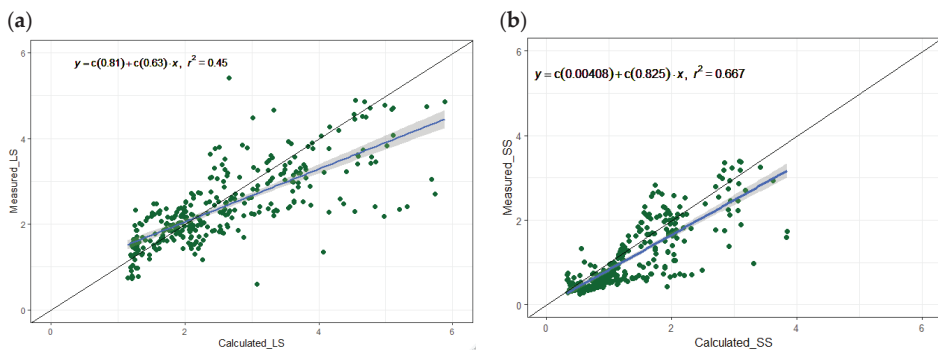 (a)
y = c(0.81) + c(0.63) · x, r² = 0.45
6
4
2
0
Measured_LS
0 2 4 6
Calculated_LS
(b)
y = c(0.00408) + c(0.825) · x, r² = 0.667
6
4
2
0
Measured_SS
0 2 4 6
Calculated_SS